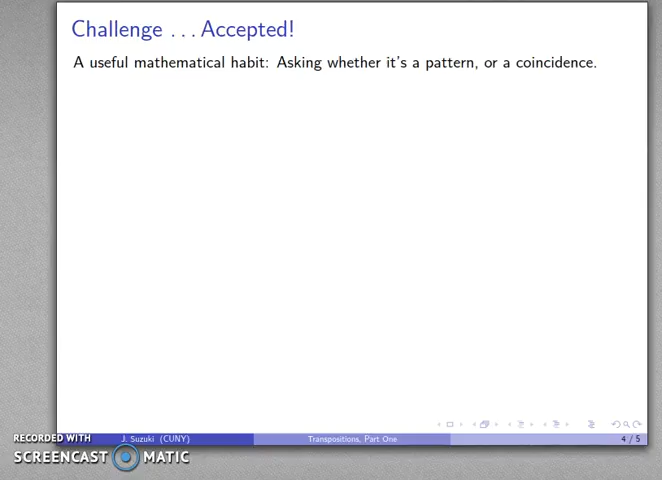 Challenge ... Accepted!
A useful mathematical habit: Asking whether it's a pattern, or a coincidence.
J. Suzuki (CUNY) Transpositions, Part One 4 / 5
RECORDED WITH
SCREENCAST MATIC